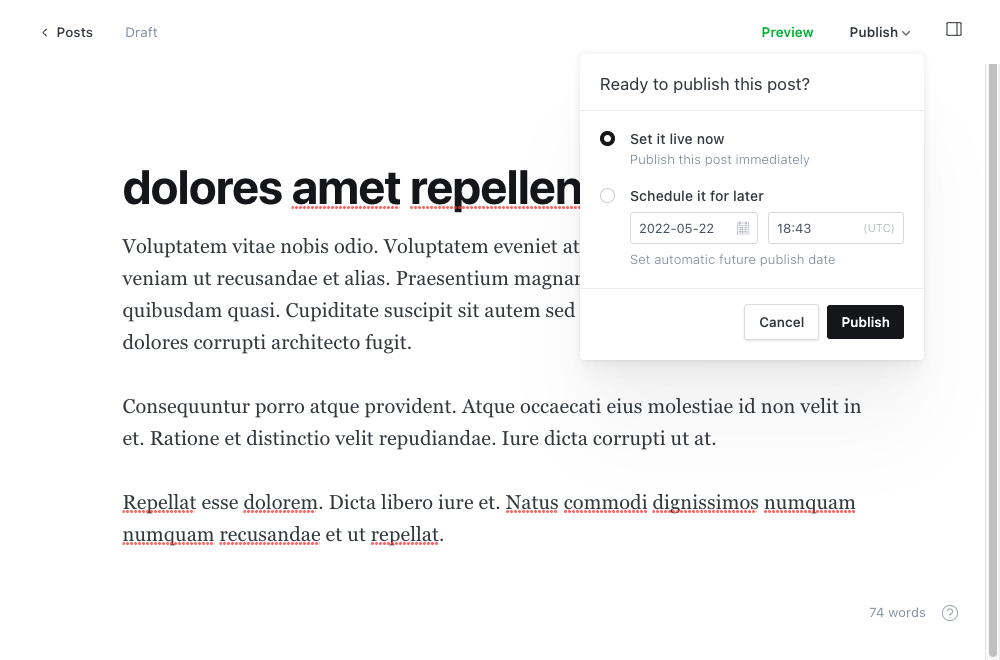 Posts
Draft
Preview
Publish
Ready to publish this post?
Set it live now
Publish this post immediately
Schedule it for later
2022-05-22
18:43
(UTC)
Set automatic future publish date
Cancel
Publish
dolores amet repellen
Voluptatem vitae nobis odio. Voluptatem eveniet at
veniam ut recusandae et alias. Praesentium magnam
quibusdam quasi. Cupiditate suscipit sit autem sed
dolores corrupti architecto fugit.
Consequuntur porro atque provident. Atque occaecati eius molestiae id non velit in
et. Ratione et distinctio velit repudiandae. Iure dicta corrupti ut at.
Repellat esse dolorem. Dicta libero iure et. Natus commodi dignissimos numquam
numquam recusandae et ut repellat.
74 words